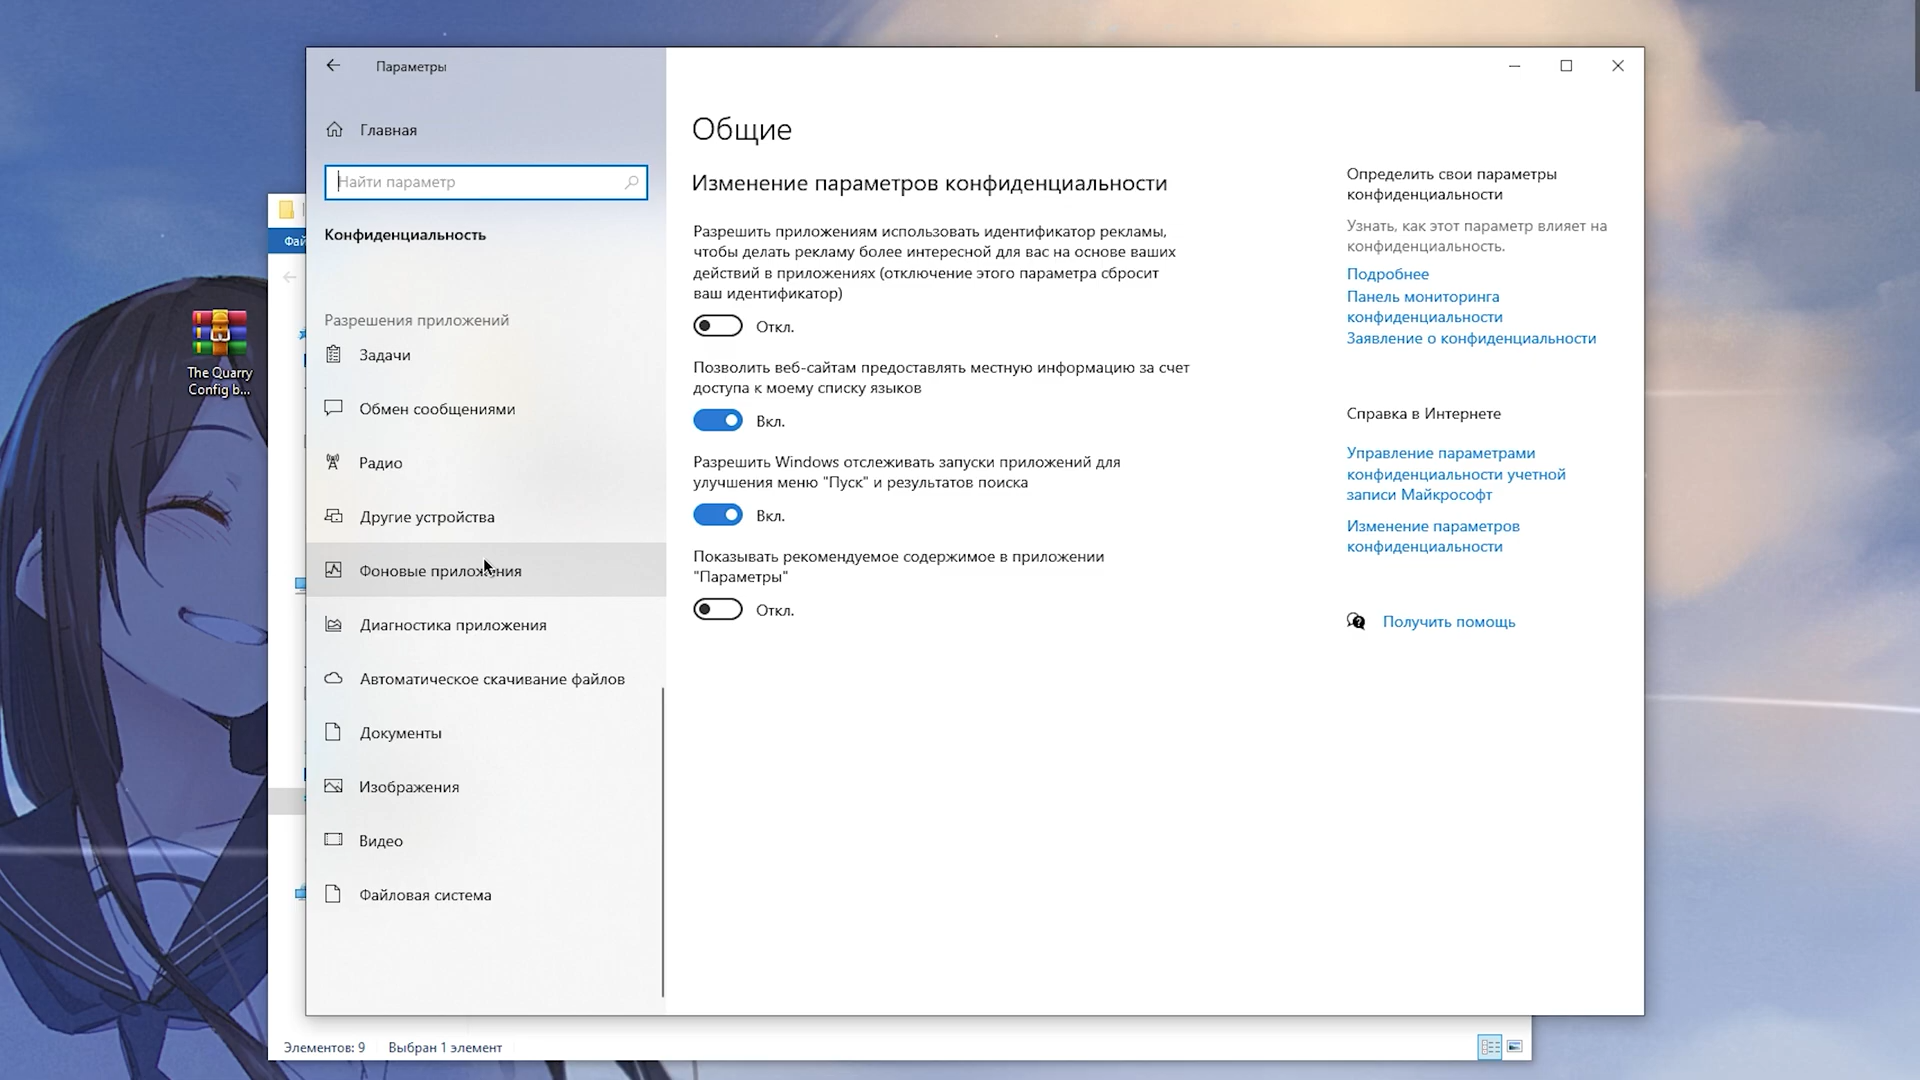 Параметры
Главная
Найти параметр
Конфиденциальность
Разрешения приложений
Задачи
Обмен сообщениями
Радио
Другие устройства
Фоновые приложения
Диагностика приложения
Автоматическое скачивание файлов
Документы
Изображения
Видео
Файловая система
Общие
Изменение параметров конфиденциальности
Разрешить приложениям использовать идентификатор рекламы,
чтобы делать рекламу более интересной для вас на основе ваших
действий в приложениях (отключение этого параметра сбросит
ваш идентификатор)
Откл.
Позволить веб-сайтам предоставлять местную информацию за счет
доступа к моему списку языков
Вкл.
Разрешить Windows отслеживать запуски приложений для
улучшения меню "Пуск" и результатов поиска
Вкл.
Показывать рекомендуемое содержимое в приложении
"Параметры"
Откл.
Определить свои параметры
конфиденциальности
Узнать, как этот параметр влияет на
конфиденциальность.
Подробнее
Панель мониторинга
конфиденциальности
Заявление о конфиденциальности
Справка в Интернете
Управление параметрами
конфиденциальности учетной
записи Майкрософт
Изменение параметров
конфиденциальности
Получить помощь
The Quarry
Config b...
Фай
Элементов: 9
Выбран 1 элемент